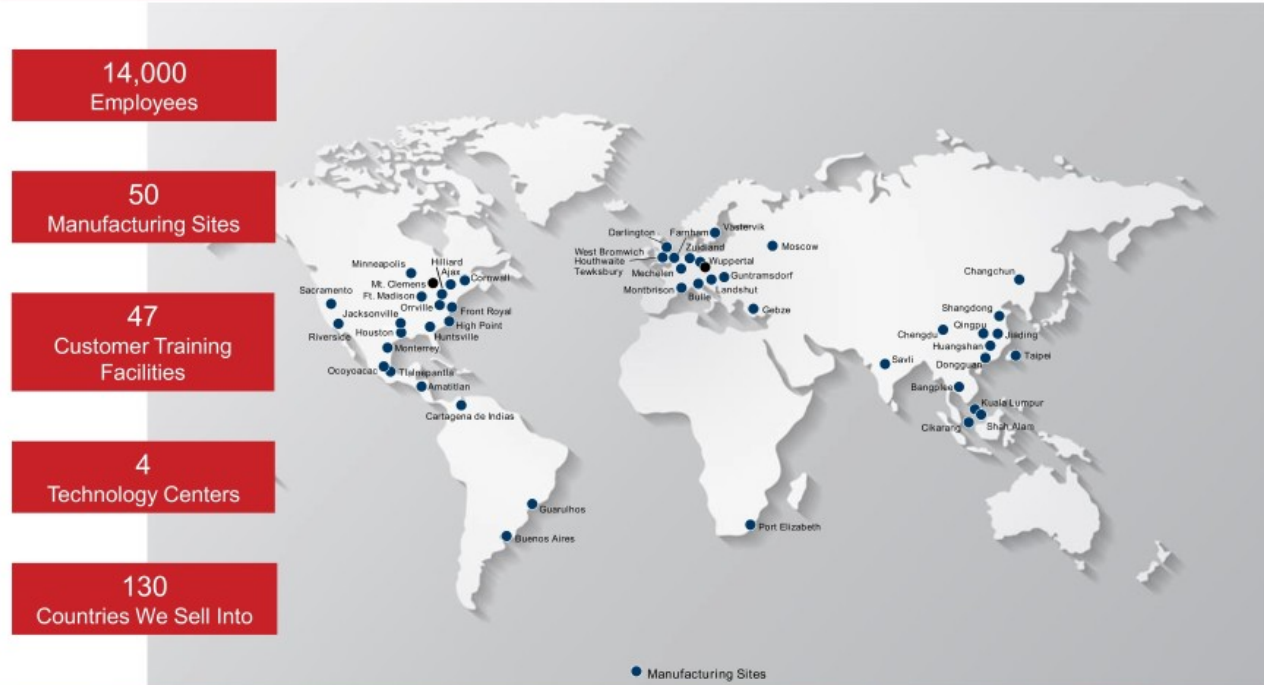 14,000
Employees
50
Manufacturing Sites
47
Customer Training
Facilities
4
Technology Centers
130
Countries We Sell Into
Minneapolis
Hilliard
Ajax
Mt. Clemens
Cornwall
Ft. Madison
Sacramento
Orrville
Front Royal
Jacksonville
High Point
Riverside
Houston
Huntsville
Monterrey
Ocoyoacac
Tlalnepantla
Amatitlan
Cartagena de Indias
Guarulhos
Buenos Aires
Darlington
Farnham
Vastervik
West Bromwich
Zuidland
Houthwaite
Wuppertal
Tewksbury
Mechelen
Guntramsdorf
Montbrison
Bulle
Landshut
Gebze
Moscow
Port Elizabeth
Changchun
Shangdong
Chengdu
Qingpu
Jiading
Huangshan
Savli
Dongguan
Taipei
Bangplee
Kuala Lumpur
Cikarang
Shah Alam
Manufacturing Sites